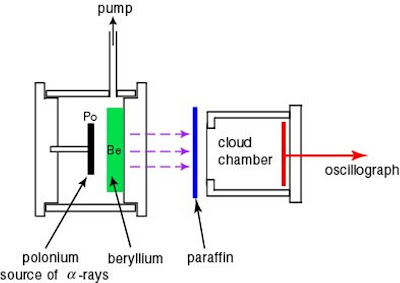 pump
Po
Be
cloud
chamber
oscillograph
polonium
source of α-rays
beryllium
paraffin